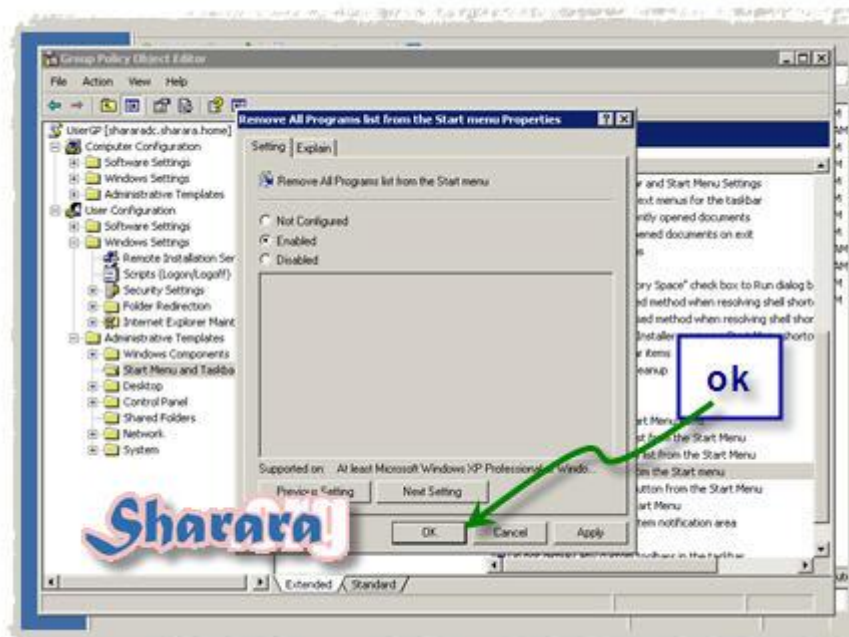 Group Policy Object Editor
File Action View Help
UserGP [shararadc.sharara.home]
Computer Configuration
Software Settings
Windows Settings
Administrative Templates
User Configuration
Software Settings
Windows Settings
Remote Installation Ser
Scripts (Logon/Logoff)
Security Settings
Folder Redirection
Internet Explorer Maint
Administrative Templates
Windows Components
Start Menu and Taskba
Desktop
Control Panel
Shared Folders
Network
System
Remove All Programs list from the Start menu Properties
Setting Explain
Remove All Programs list from the Start menu
Not Configured
Enabled
Disabled
Supported on: At least Microsoft Windows XP Professional or Windo...
Previous Setting Next Setting
OK Cancel Apply
r and Start Menu Settings
ext menus for the taskbar
ntly opened documents
ened documents on exit
ory Space" check box to Run dialog b
ed method when resolving shell short
sed method when resolving shell shor
r items
eanup
ok
st from the Start Menu
list from the Start Menu
om the Start menu
utton from the Start Menu
art Menu
tem notification area
Sharara
Extended Standard